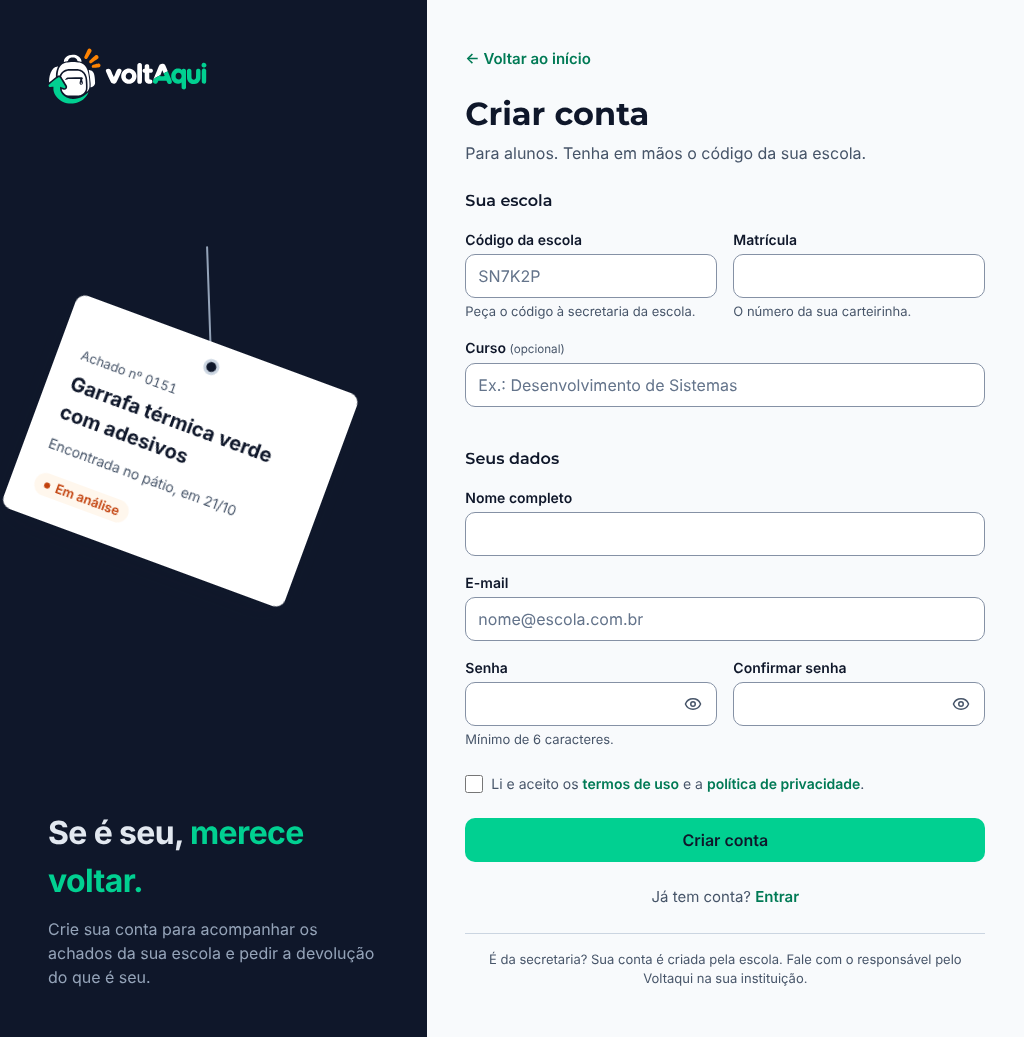 voltAqui
Achado nº 0151
Garrafa térmica verde
com adesivos
Encontrada no pátio, em 21/10
Em análise
Se é seu, merece
voltar.
Crie sua conta para acompanhar os
achados da sua escola e pedir a devolução
do que é seu.
← Voltar ao início
Criar conta
Para alunos. Tenha em mãos o código da sua escola.
Sua escola
Código da escola
Matrícula
SN7K2P
Peça o código à secretaria da escola.
O número da sua carteirinha.
Curso (opcional)
Ex.: Desenvolvimento de Sistemas
Seus dados
Nome completo
E-mail
nome@escola.com.br
Senha
Confirmar senha
Mínimo de 6 caracteres.
Li e aceito os termos de uso e a política de privacidade.
Criar conta
Já tem conta? Entrar
É da secretaria? Sua conta é criada pela escola. Fale com o responsável pelo
Voltaqui na sua instituição.